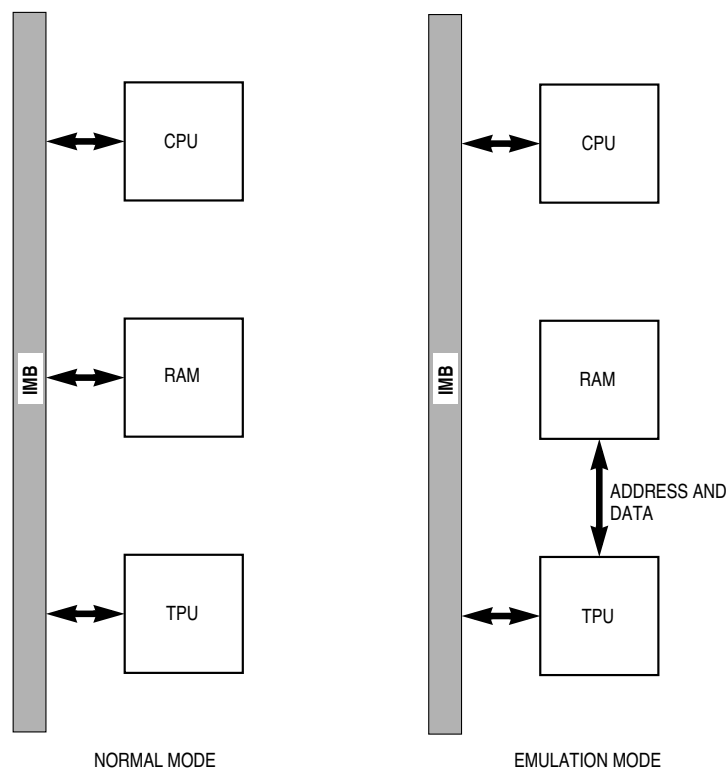 CPU
IMB
RAM
TPU
NORMAL MODE
CPU
IMB
RAM
ADDRESS AND
DATA
TPU
EMULATION MODE